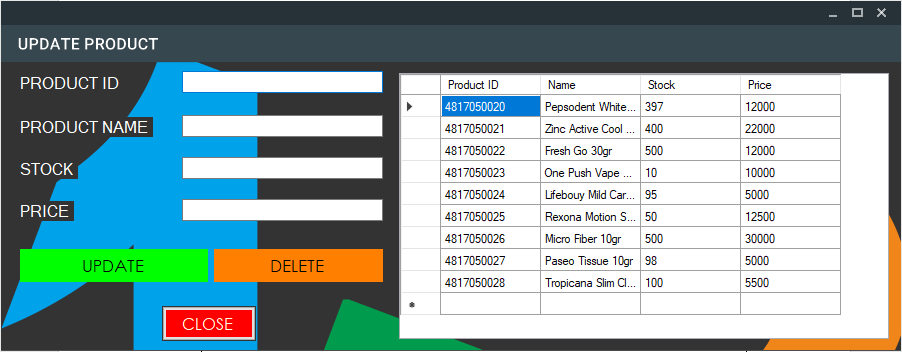 UPDATE PRODUCT
PRODUCT ID
PRODUCT NAME
STOCK
PRICE
UPDATE DELETE
CLOSE
Product ID Name Stock Price
4817050020 Pepsodent White... 397 12000
4817050021 Zinc Active Cool ... 400 22000
4817050022 Fresh Go 30gr 500 12000
4817050023 One Push Vape ... 10 10000
4817050024 Lifebouy Mild Car... 95 5000
4817050025 Rexona Motion S... 50 12500
4817050026 Micro Fiber 10gr 500 30000
4817050027 Paseo Tissue 10gr 98 5000
4817050028 Tropicana Slim Cl... 100 5500